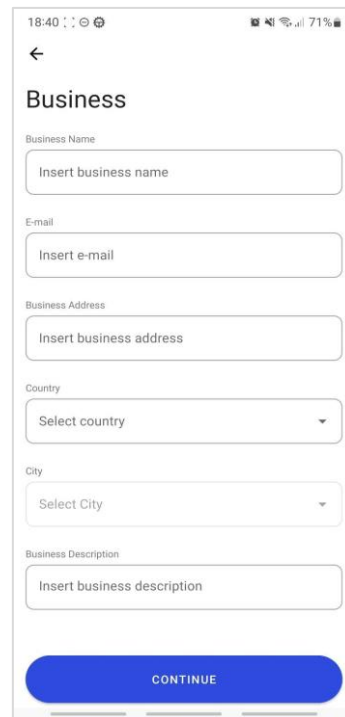 18:40 71%
Business
Business Name
Insert business name
E-mail
Insert e-mail
Business Address
Insert business address
Country
Select country
City
Select City
Business Description
Insert business description
CONTINUE